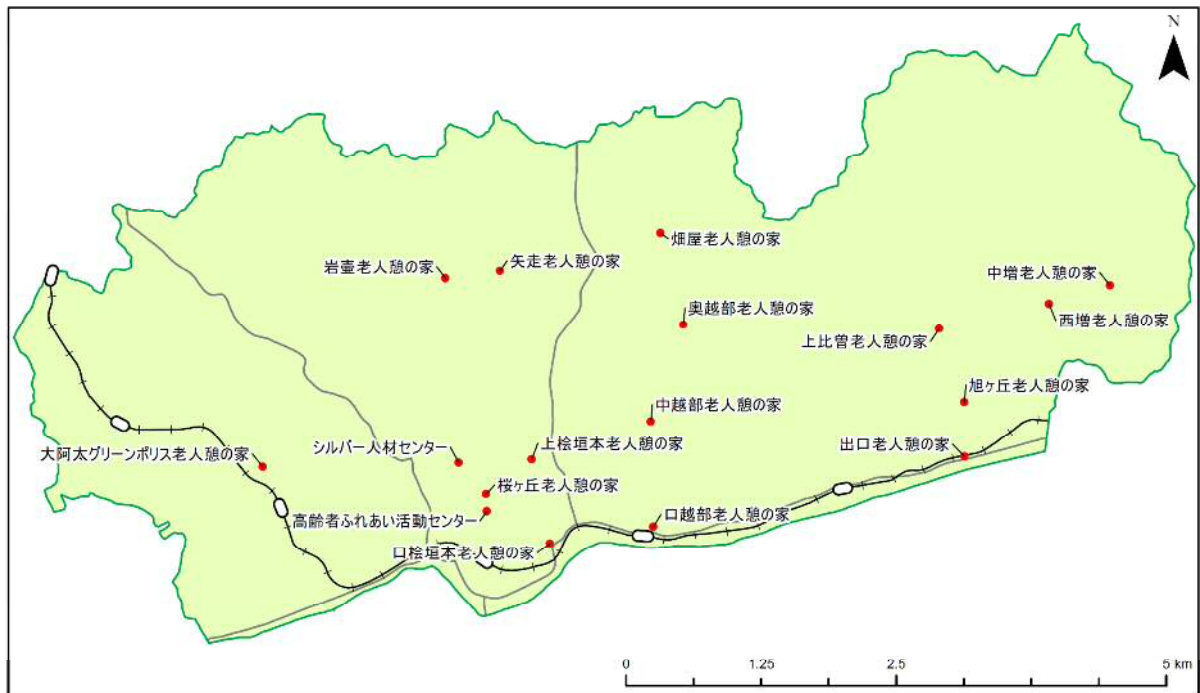 N
畑屋老人憩の家
矢走老人憩の家
岩壷老人憩の家
中増老人憩の家
奥越部老人憩の家
西増老人憩の家
上比曽老人憩の家
旭ヶ丘老人憩の家
中越部老人憩の家
上桧垣本老人憩の家
出口老人憩の家
シルバー人材センター
大阿太グリーンポリス老人憩の家
桜ヶ丘老人憩の家
高齢者ふれあい活動センター
口越部老人憩の家
口桧垣本老人憩の家
0 1.25 2.5 5 km